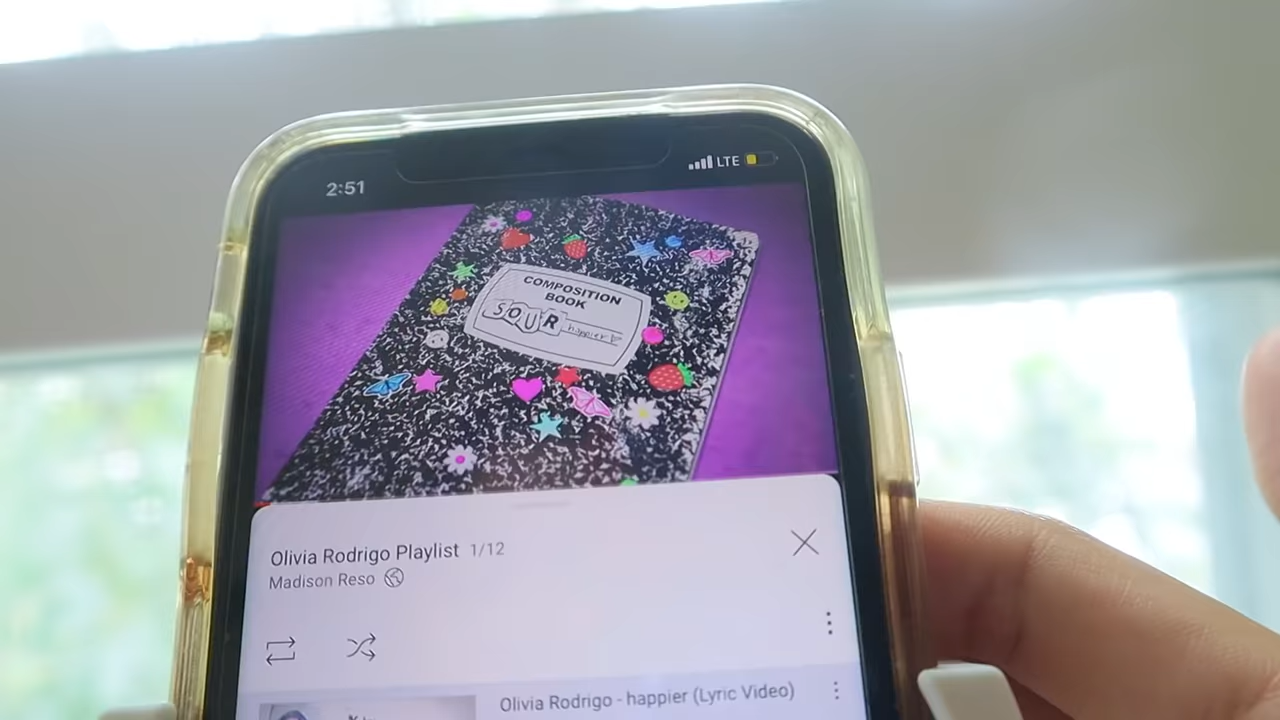 2:51
LTE
COMPOSITION
BOOK
SOUR happier
Olivia Rodrigo Playlist 1/12
Madison Reso
Olivia Rodrigo - happier (Lyric Video)